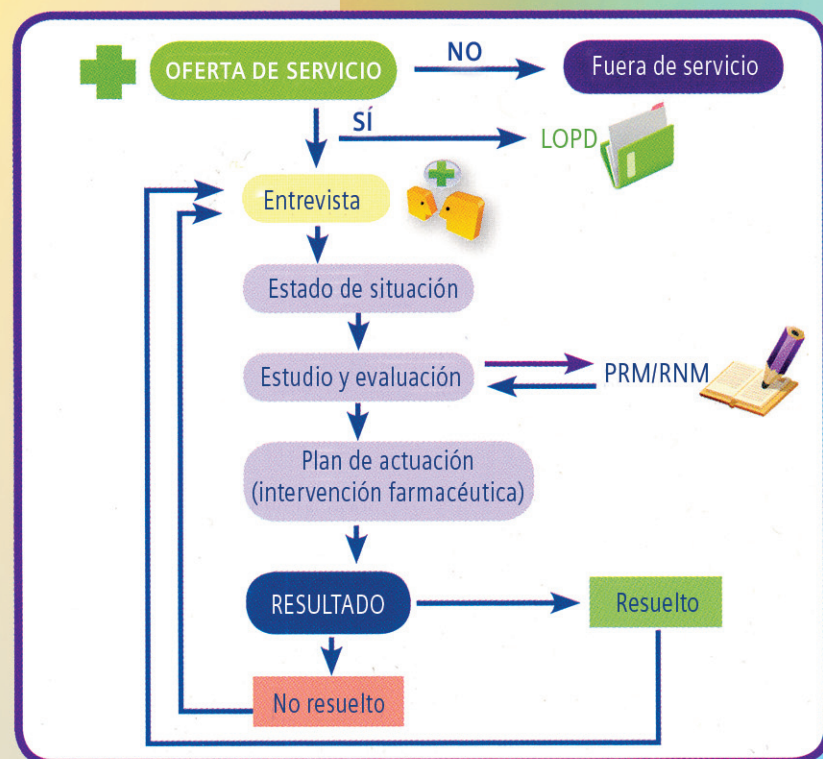 OFERTA DE SERVICIO
NO
Fuera de servicio
SÍ
LOPD
Entrevista
Estado de situación
Estudio y evaluación
PRM/RNM
Plan de actuación
(intervención farmacéutica)
RESULTADO
Resuelto
No resuelto